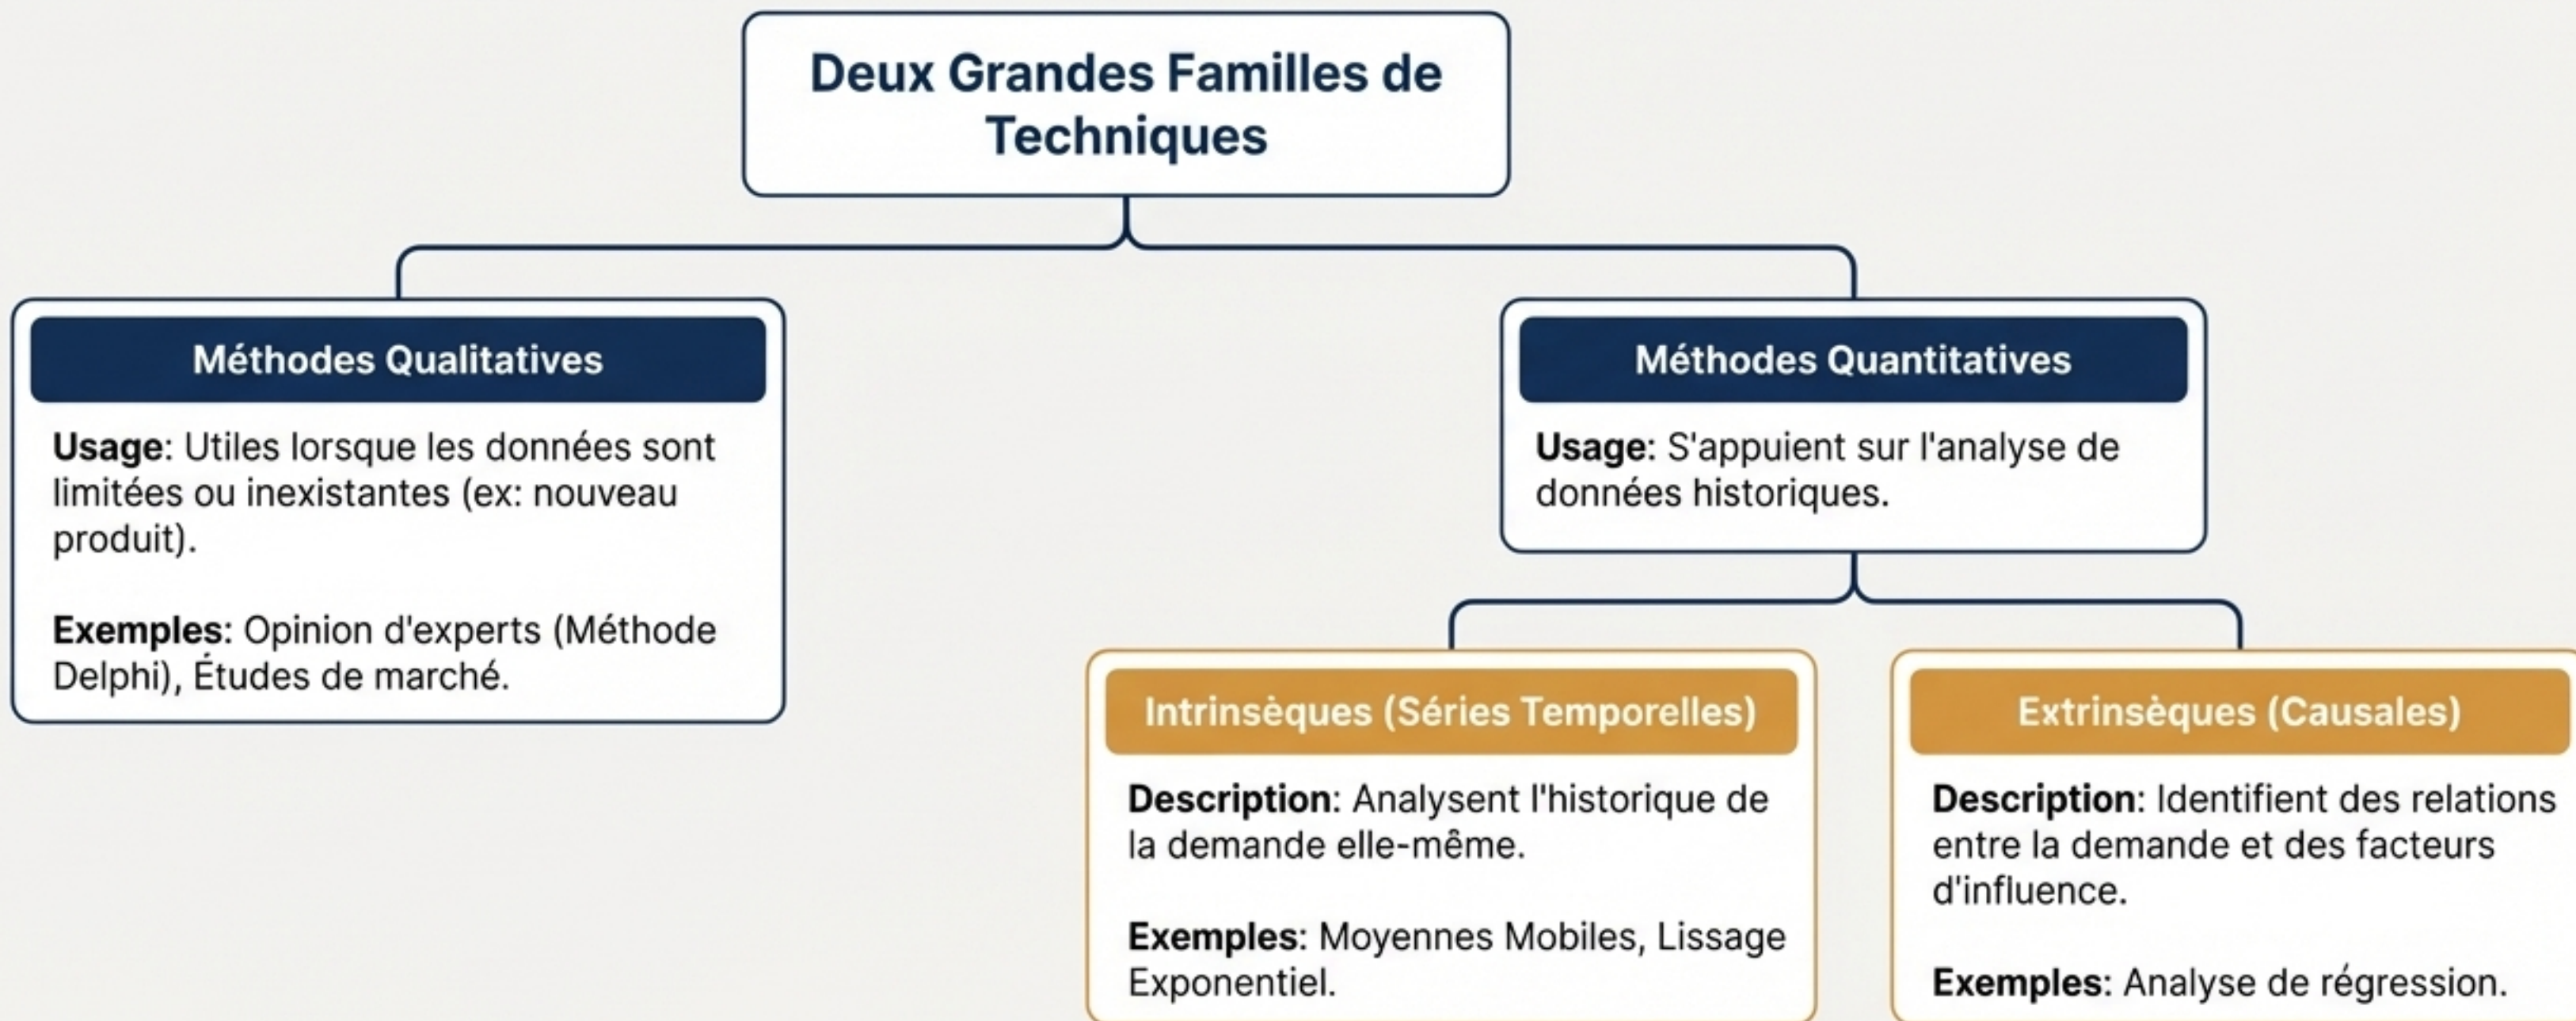 Deux Grandes Familles de
Techniques
Méthodes Qualitatives
Usage: Utiles lorsque les données sont
limitées ou inexistantes (ex: nouveau
produit).
Exemples: Opinion d'experts (Méthode
Delphi), Études de marché.
Méthodes Quantitatives
Usage: S'appuient sur l'analyse de
données historiques.
Intrinsèques (Séries Temporelles)
Description: Analysent l'historique de
la demande elle-même.
Exemples: Moyennes Mobiles, Lissage
Exponentiel.
Extrinsèques (Causales)
Description: Identifient des relations
entre la demande et des facteurs
d'influence.
Exemples: Analyse de régression.